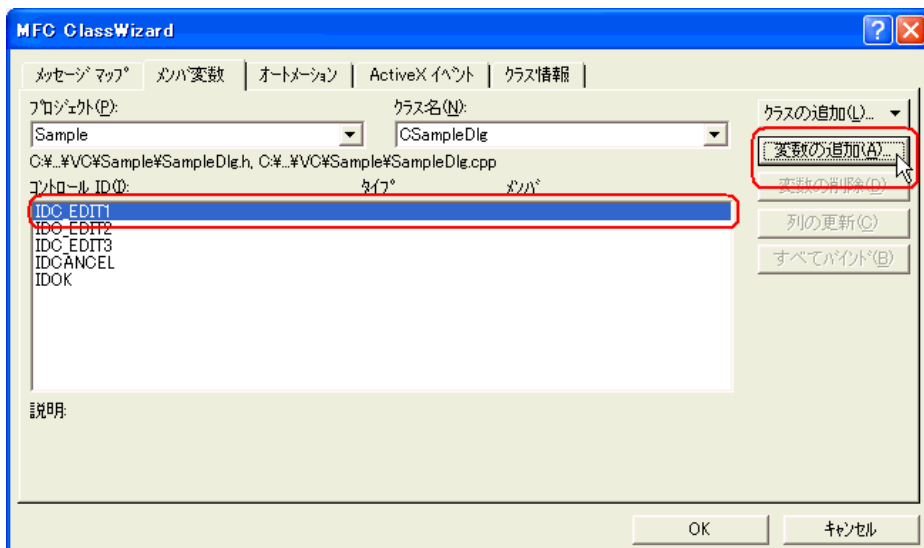 MFC ClassWizard
メッセージ マップ メンバ変数 オートメーション ActiveX イベント クラス情報
プロジェクト(P): クラス名(N):
Sample CSampleDlg
C:¥...¥VC¥Sample¥SampleDlg.h, C:¥...¥VC¥Sample¥SampleDlg.cpp
コントロール ID(I): タイプ メンバ
IDC_EDIT1
IDC_EDIT2
IDC_EDIT3
IDCANCEL
IDOK
クラスの追加(L)...
変数の追加(A)...
変数の削除(D)
列の更新(C)
すべてバインド(B)
説明:
OK キャンセル